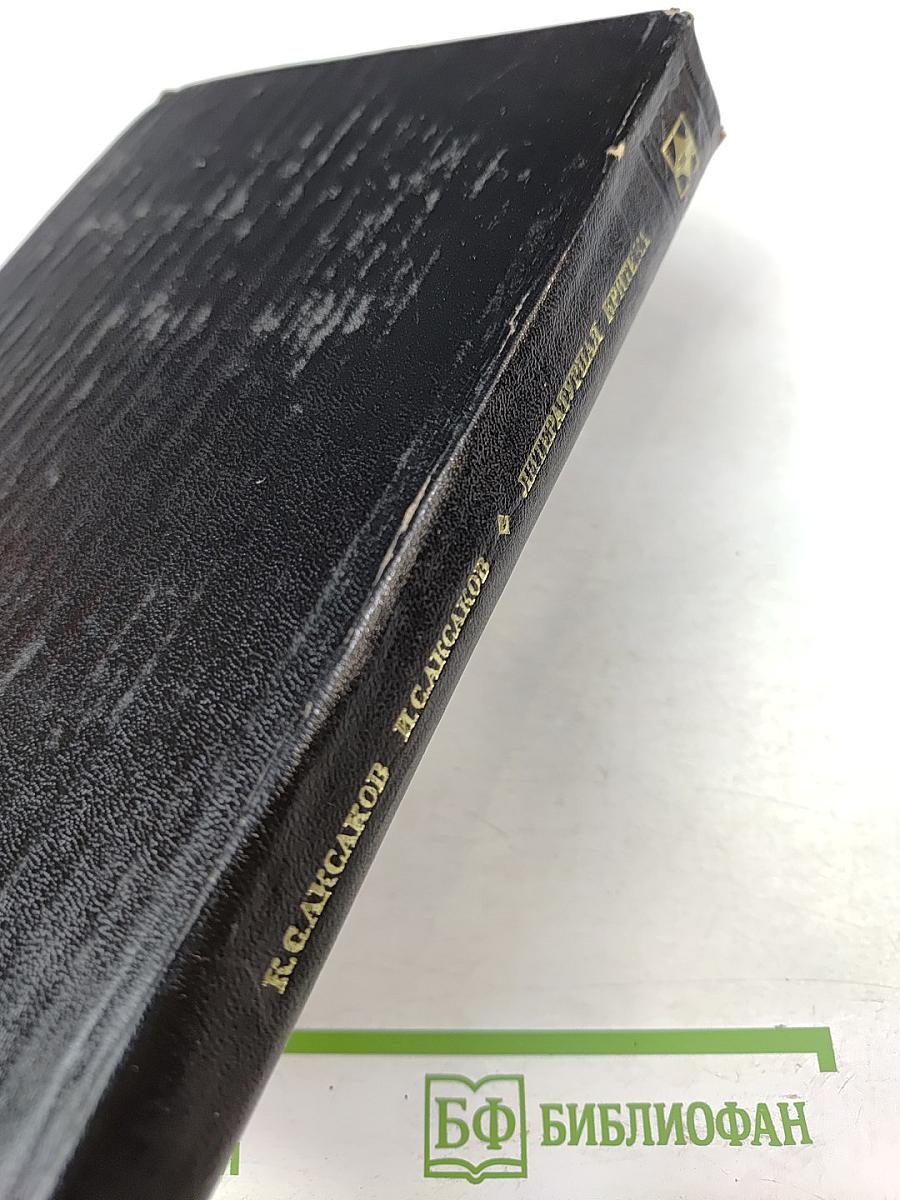 К.С.АКСАКОВ И.С.АКСАКОВ ЛИТЕРАТУРНАЯ КРИТИКА
БФ БИБЛИОФАН